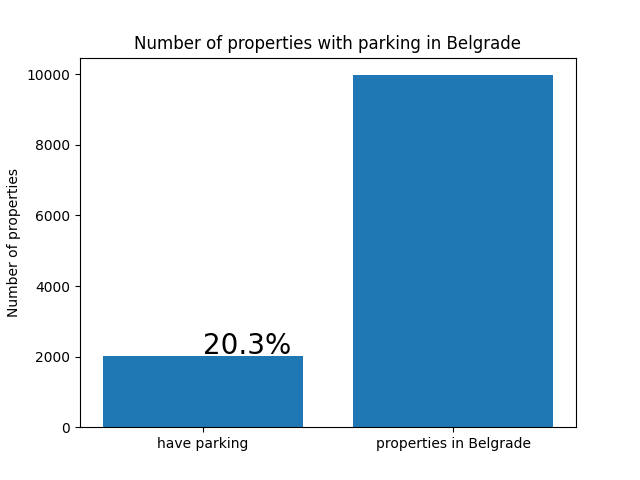 Number of properties with parking in Belgrade
Number of properties
10000
8000
6000
4000
2000
0
20.3%
have parking
properties in Belgrade